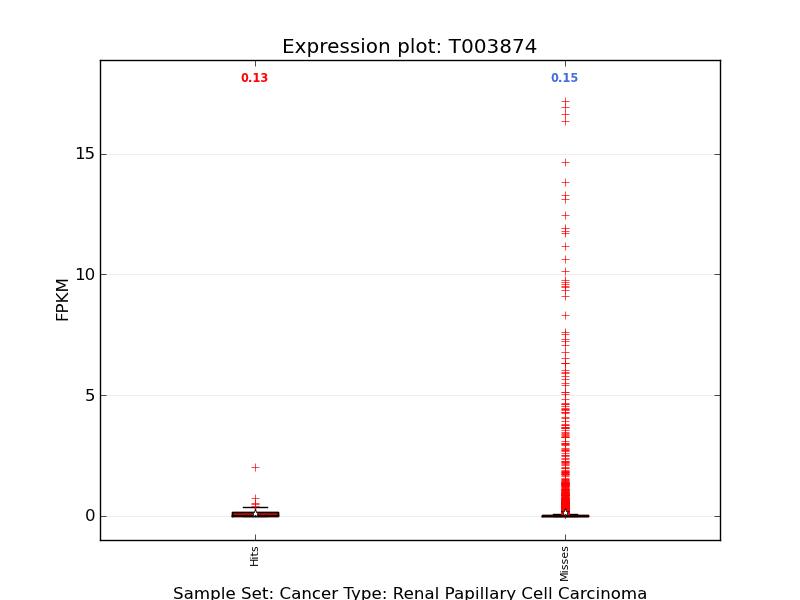 Expression plot: T003874
0.13
0.15
15
10
5
0
FPKM
Hits
Misses
Sample Set: Cancer Type: Renal Papillary Cell Carcinoma